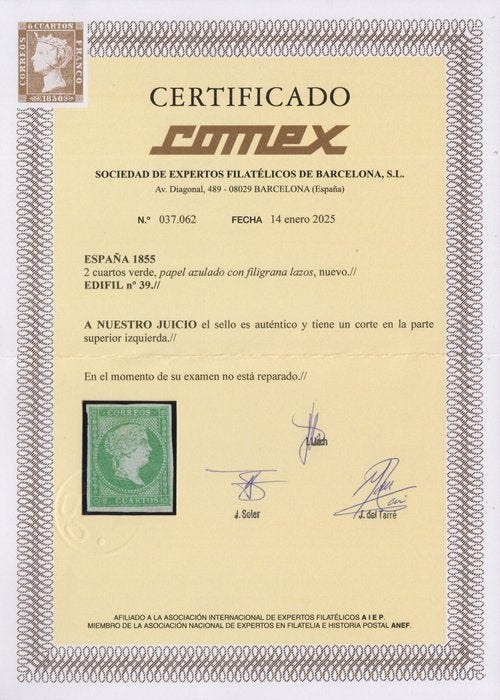 6 CUARTOS
CORREOS
FRANCO
1850
CERTIFICADO
comex
SOCIEDAD DE EXPERTOS FILATÉLICOS DE BARCELONA, S.L.
Av. Diagonal, 489 - 08029 BARCELONA (España)
N.º 037.062 FECHA 14 enero 2025
ESPAÑA 1855
2 cuartos verde, papel azulado con filigrana lazos, nuevo.//
EDIFIL nº 39.//
A NUESTRO JUICIO el sello es auténtico y tiene un corte en la parte
superior izquierda.//
En el momento de su examen no está reparado.//
CORREOS
CUARTOS
J. Soler
J. del Tarré
AFILIADO A LA ASOCIACIÓN INTERNACIONAL DE EXPERTOS FILATÉLICOS A I E P.
MIEMBRO DE LA ASOCIACIÓN NACIONAL DE EXPERTOS EN FILATELIA E HISTORIA POSTAL ANEF.